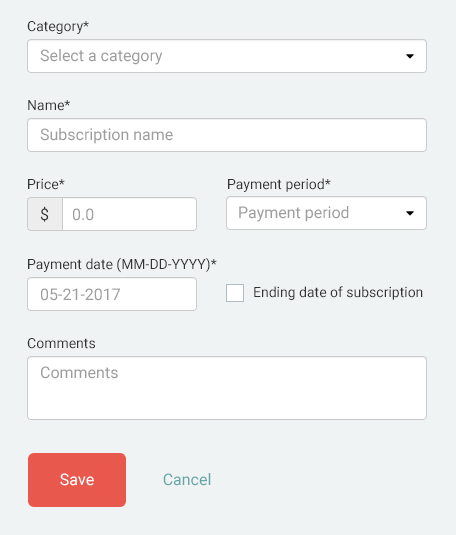 Category*
Select a category
Name*
Subscription name
Price*
Payment period*
$ 0.0
Payment period
Payment date (MM-DD-YYYY)*
05-21-2017
Ending date of subscription
Comments
Comments
Save
Cancel